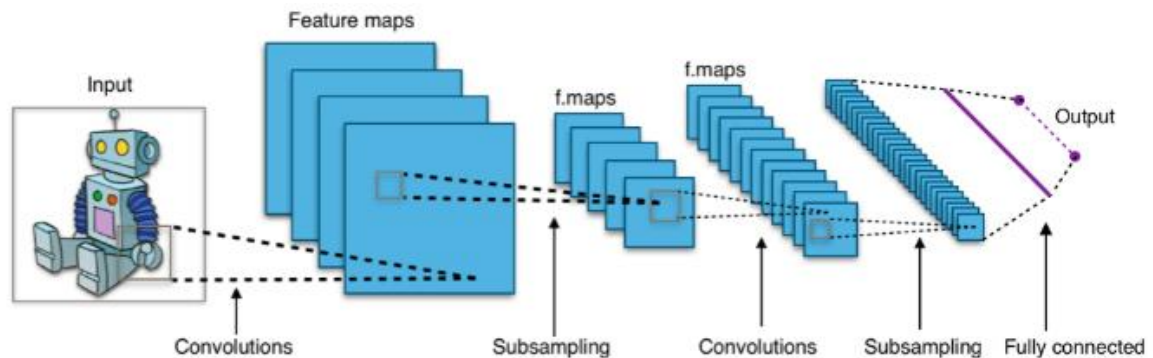 Feature maps
Input
f.maps
f.maps
Output
Convolutions
Subsampling
Convolutions
Subsampling
Fully connected